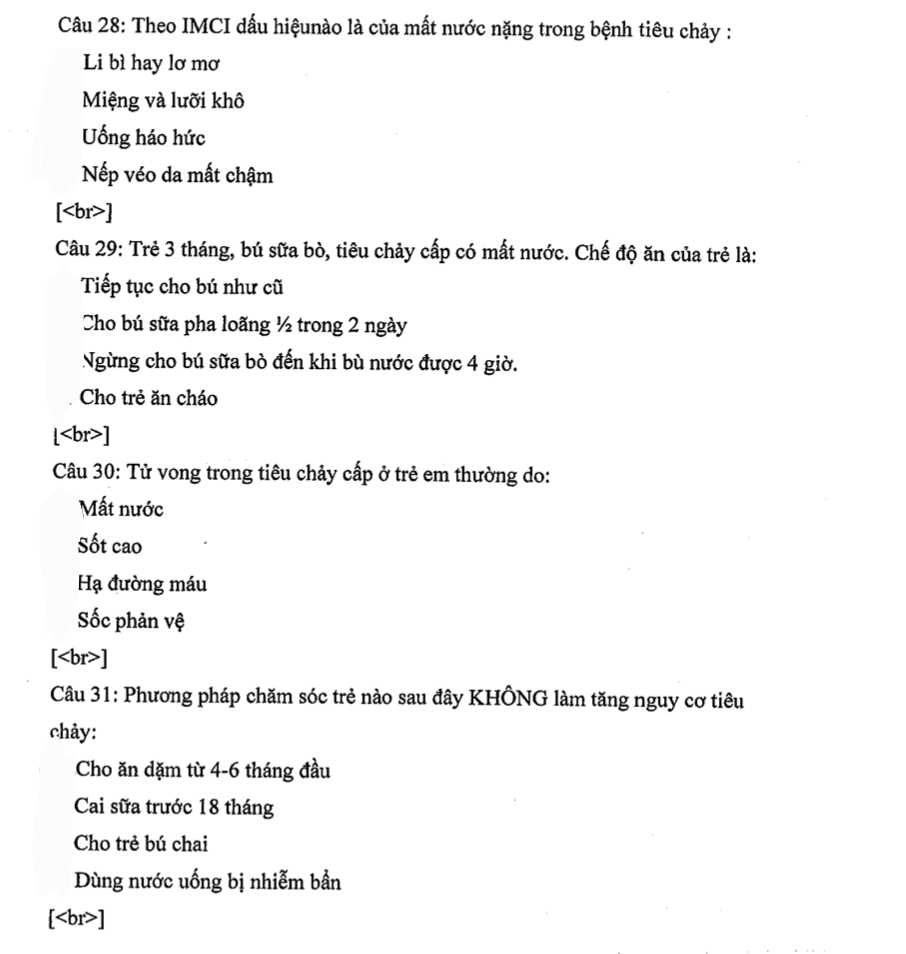 Câu 28: Theo IMCI dấu hiệunào là của mất nước nặng trong bệnh tiêu chảy :
Li bì hay lơ mơ
Miệng và lưỡi khô
Uống háo hức
Nếp véo da mất chậm
[<br>]
Câu 29: Trẻ 3 tháng, bú sữa bò, tiêu chảy cấp có mất nước. Chế độ ăn của trẻ là:
Tiếp tục cho bú như cũ
Cho bú sữa pha loãng ½ trong 2 ngày
Ngừng cho bú sữa bò đến khi bù nước được 4 giờ.
Cho trẻ ăn cháo
[<br>]
Câu 30: Tử vong trong tiêu chảy cấp ở trẻ em thường do:
Mất nước
Sốt cao
Hạ đường máu
Sốc phản vệ
[<br>]
Câu 31: Phương pháp chăm sóc trẻ nào sau đây KHÔNG làm tăng nguy cơ tiêu
chảy:
Cho ăn dặm từ 4-6 tháng đầu
Cai sữa trước 18 tháng
Cho trẻ bú chai
Dùng nước uống bị nhiễm bẩn
[<br>]